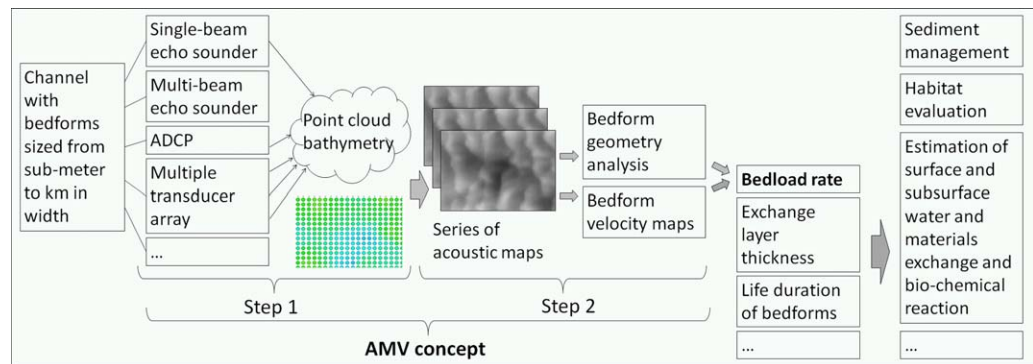 Channel
with
bedforms
sized from
sub-meter
to km in
width
Single-beam
echo sounder
Multi-beam
echo sounder
ADCP
Multiple
transducer
array
...
Point cloud
bathymetry
Step 1
Series of
acoustic maps
Bedform
geometry
analysis
Bedform
velocity maps
Step 2
AMV concept
Bedload rate
Exchange
layer
thickness
Life duration
of bedforms
...
Sediment
management
Habitat
evaluation
Estimation of
surface and
subsurface
water and
materials
exchange and
bio-chemical
reaction
...